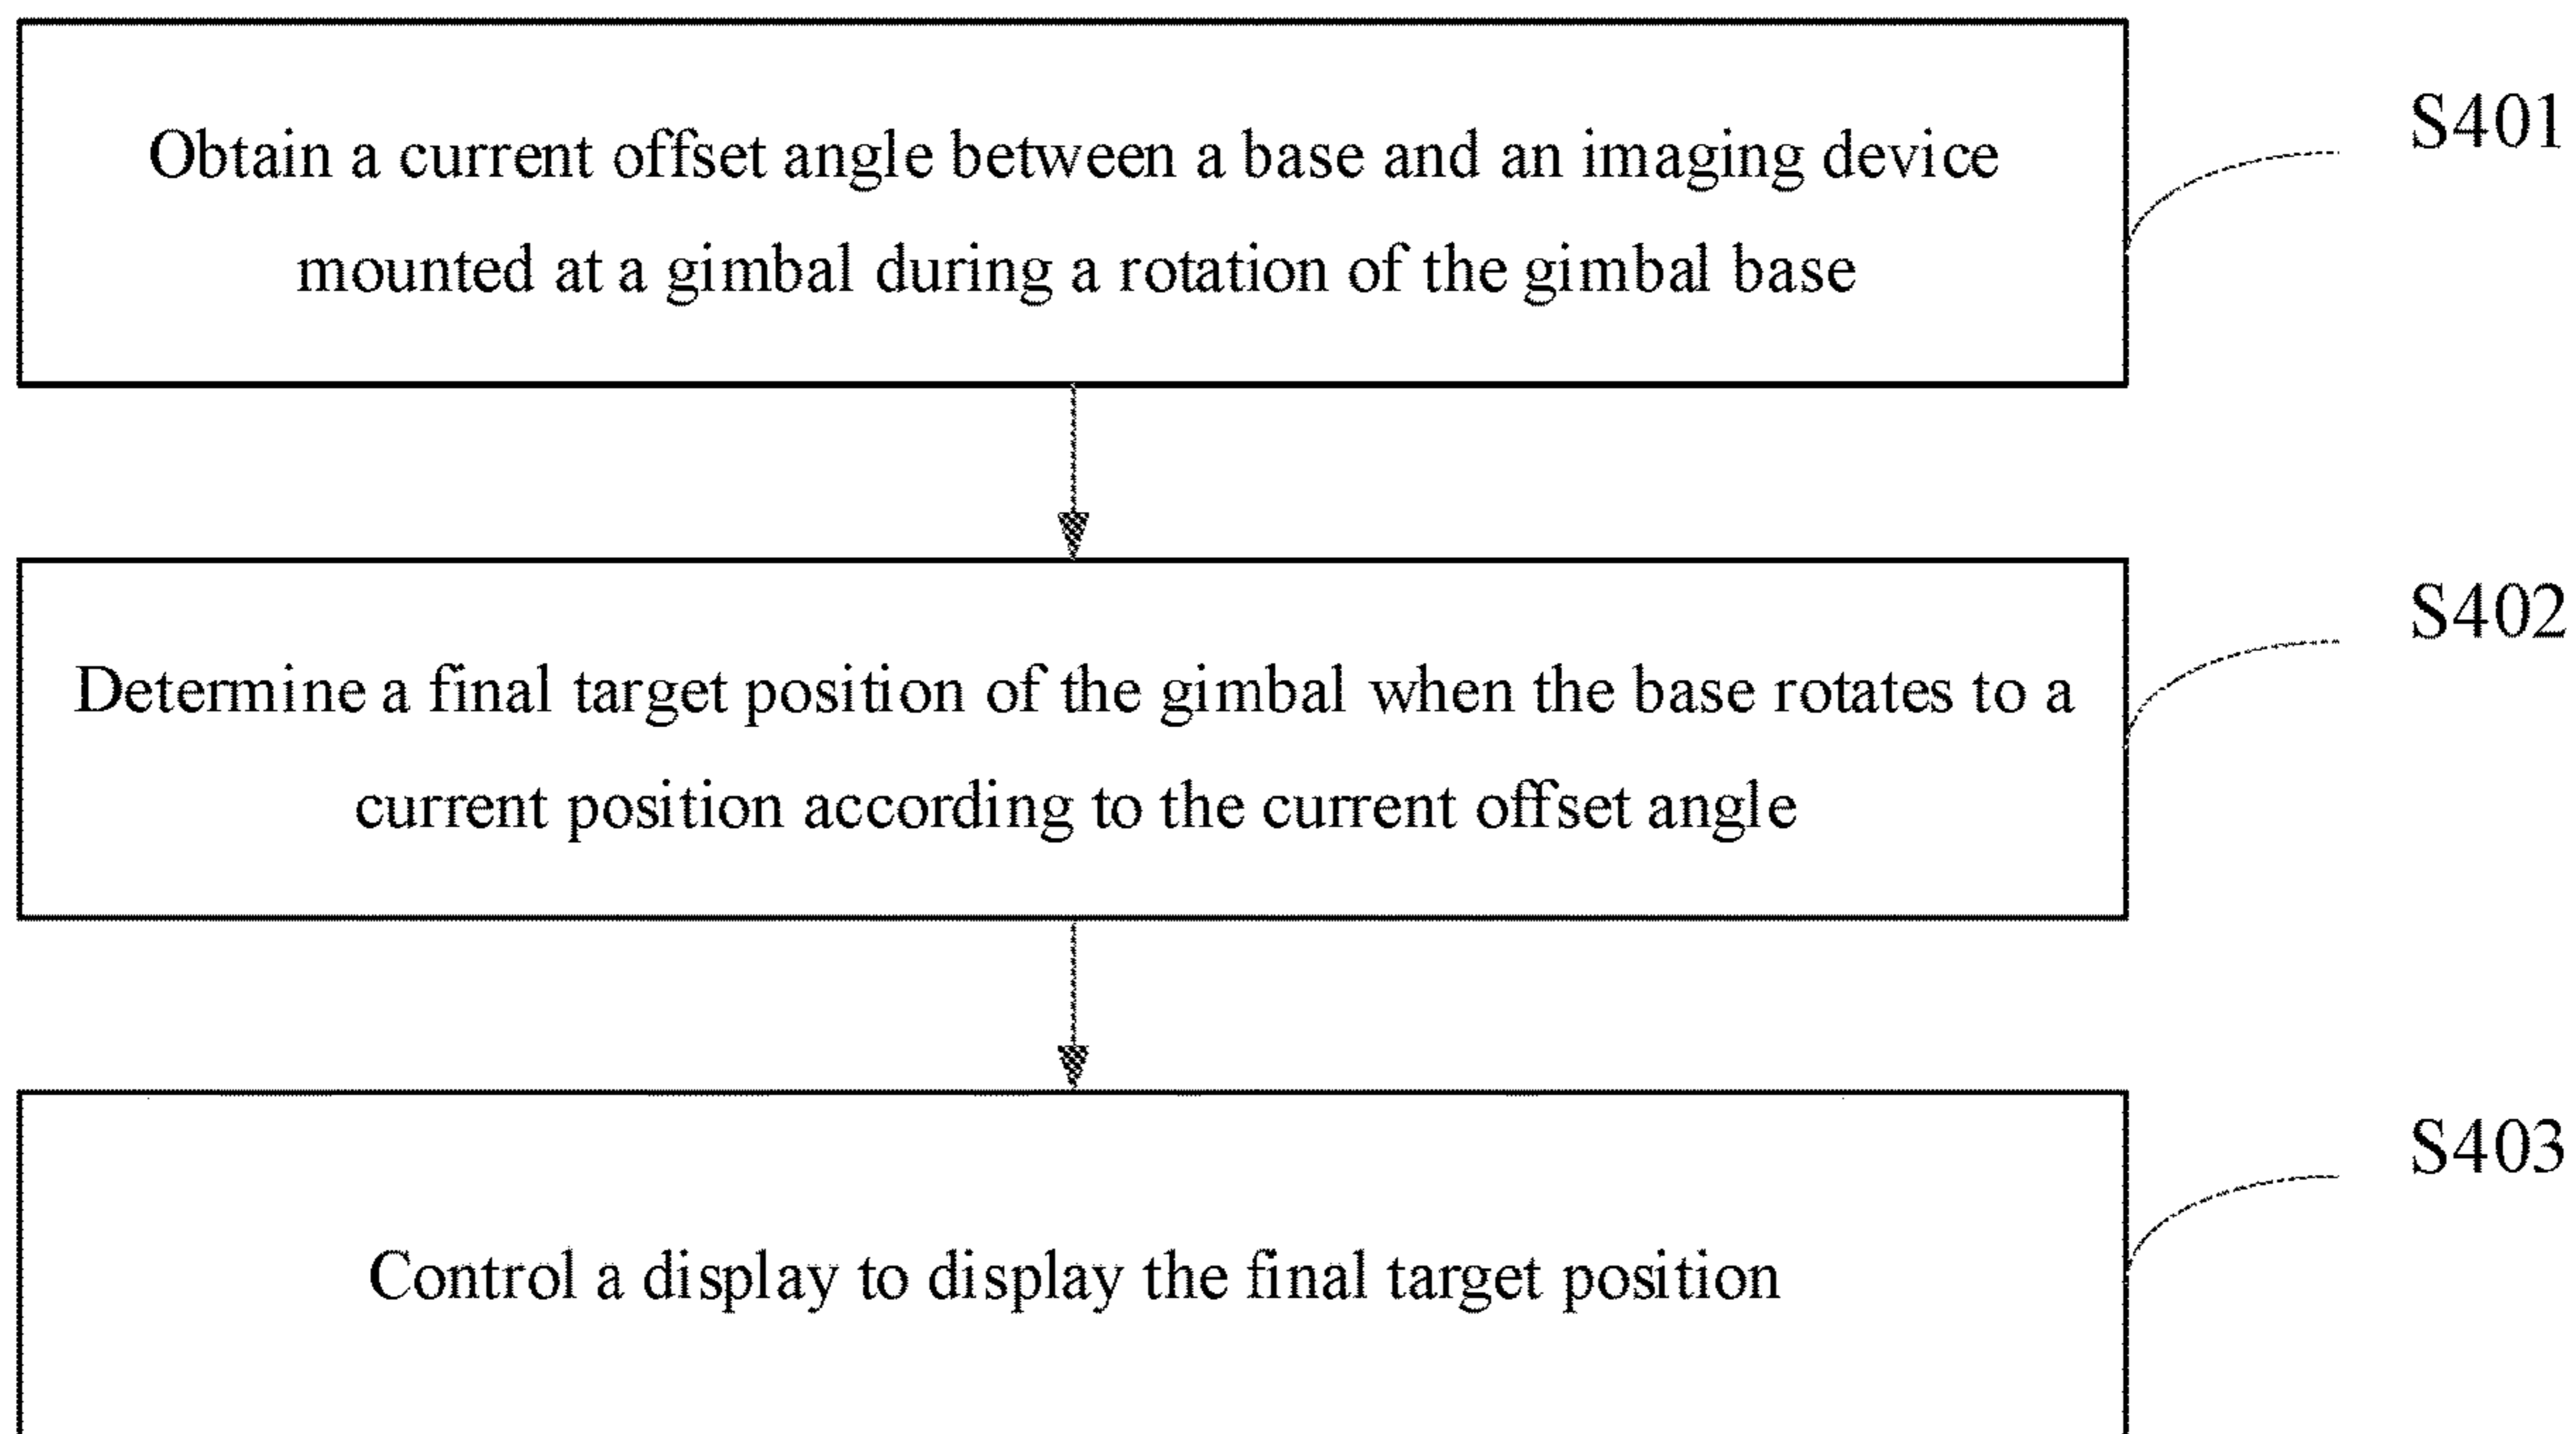 Obtain a current offset angle between a base and an imaging device
mounted at a gimbal during a rotation of the gimbal base
S401
Determine a final target position of the gimbal when the base rotates to a
current position according to the current offset angle
S402
Control a display to display the final target position
S403